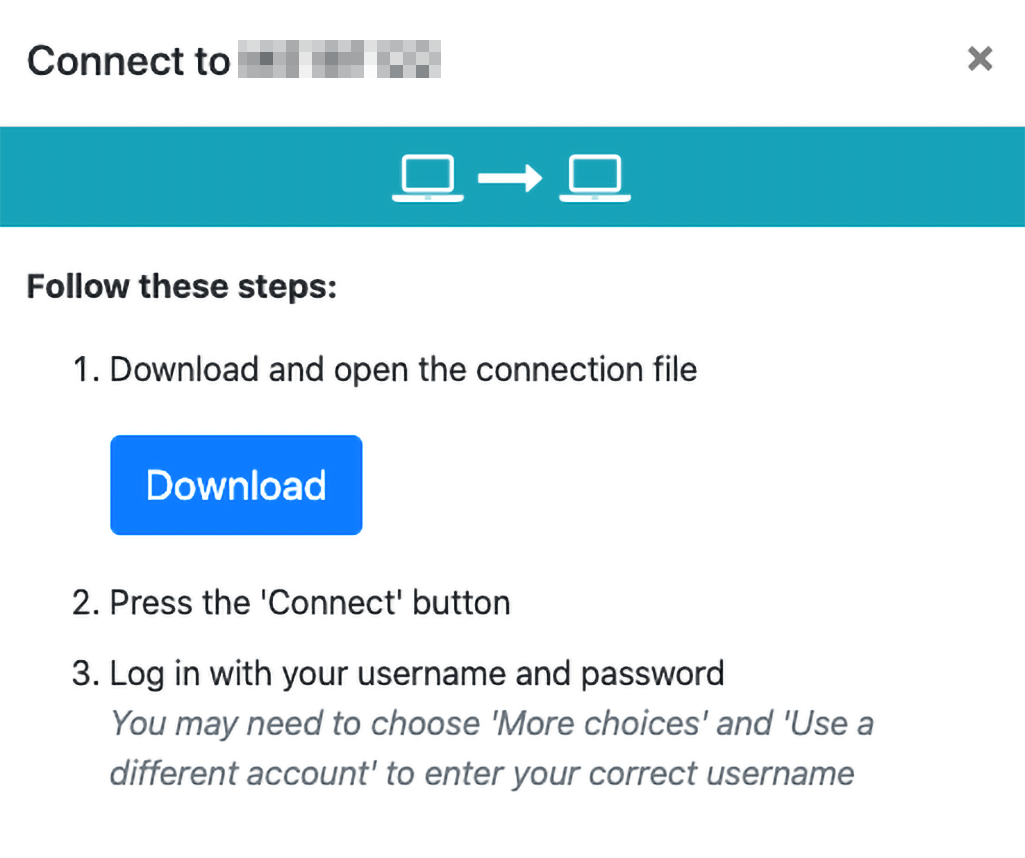 Connect to
Follow these steps:
1. Download and open the connection file
Download
2. Press the 'Connect' button
3. Log in with your username and password
You may need to choose 'More choices' and 'Use a
different account' to enter your correct username